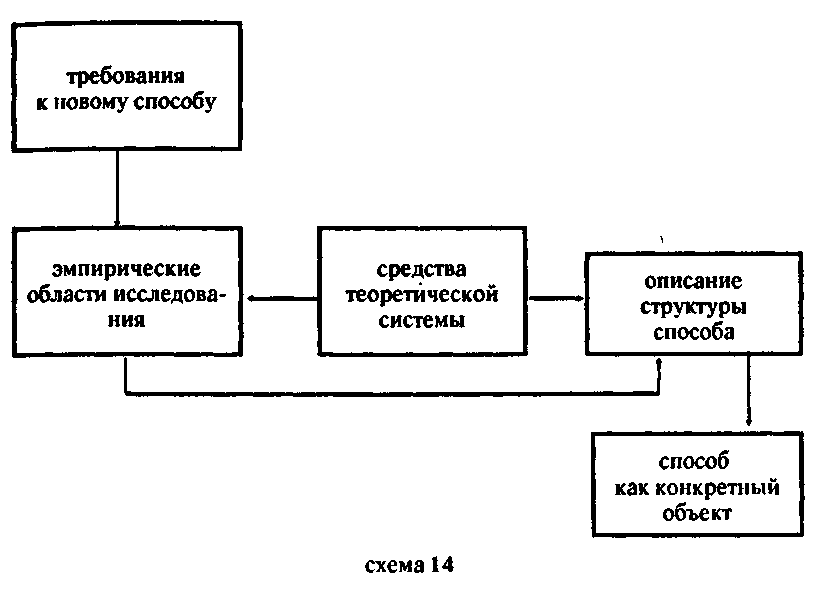 требования
к новому способу
эмпирические
области исследова-
ния
средства
теоретической
системы
описание
структуры
способа
способ
как конкретный
объект
схема 14